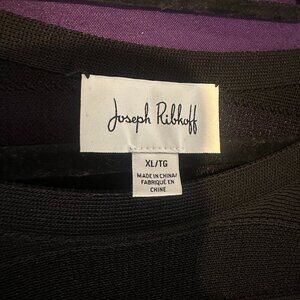 Joseph Ribkoff
XL/TG
MADE IN CHINA/
FABRIQUÉ EN
CHINE